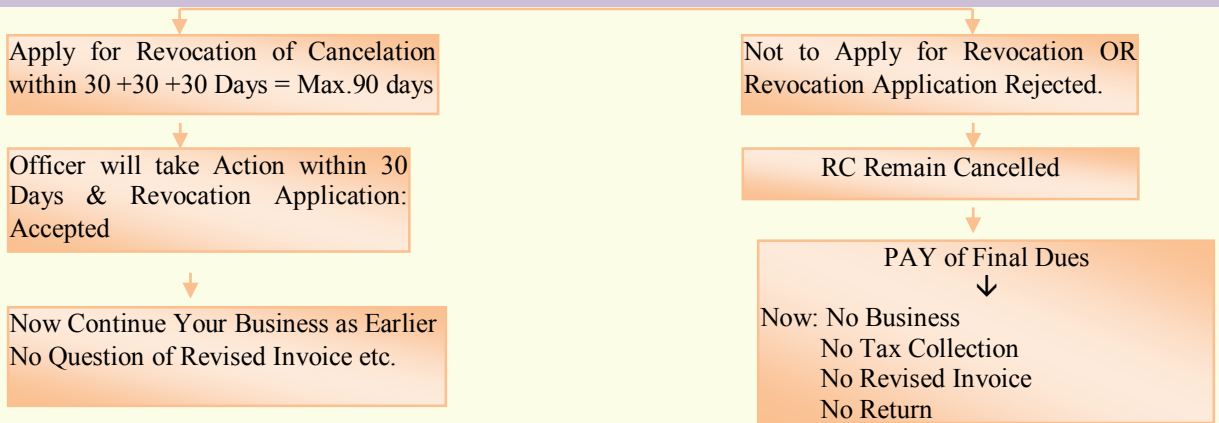 Apply for Revocation of Cancelation
within 30 +30 +30 Days = Max.90 days
Officer will take Action within 30
Days & Revocation Application:
Accepted
Now Continue Your Business as Earlier
No Question of Revised Invoice etc.
Not to Apply for Revocation OR
Revocation Application Rejected.
RC Remain Cancelled
PAY of Final Dues
Now: No Business
No Tax Collection
No Revised Invoice
No Return